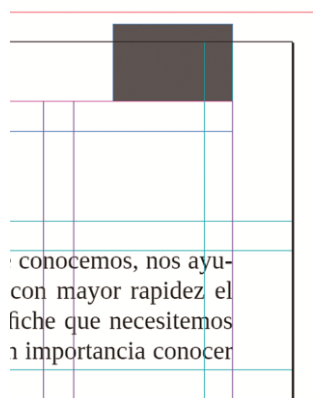 conocemos, nos ayu-
con mayor rapidez el
que necesitemos
importancia conocer